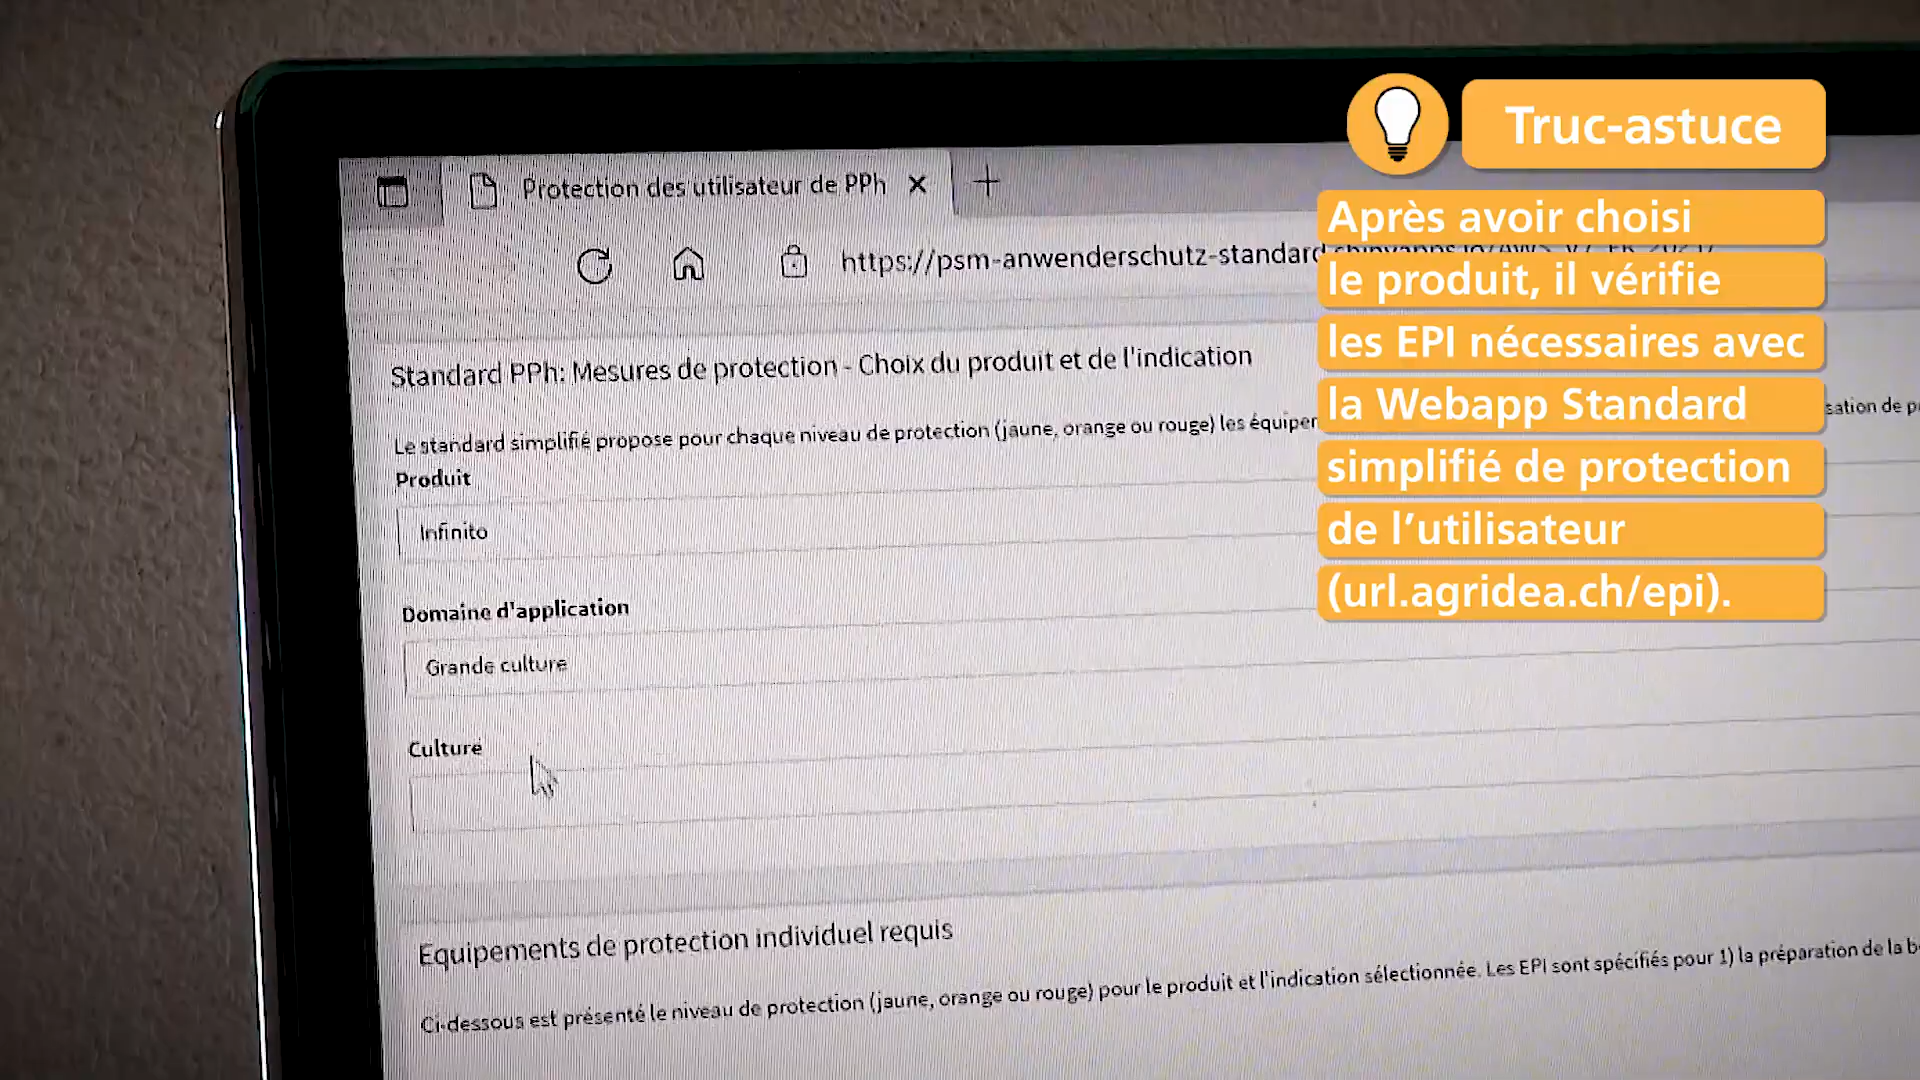 Truc-astuce
Après avoir choisi
le produit, il vérifie
les EPI nécessaires avec
la Webapp Standard
simplifié de protection
de l’utilisateur
(url.agridea.ch/epi).
Protection des utilisateur de PPh
https://psm-anwenderschutz-standard
Standard PPh: Mesures de protection - Choix du produit et de l'indication
Le standard simplifié propose pour chaque niveau de protection (jaune, orange ou rouge) les
Produit
Infinito
Domaine d'application
Grande culture
Culture
Equipements de protection individuel requis
Ci-dessous est présenté le niveau de protection (jaune, orange ou rouge) pour le produit et l'indication sélectionnée. Les EPI sont spécifiés pour 1) la préparation de la